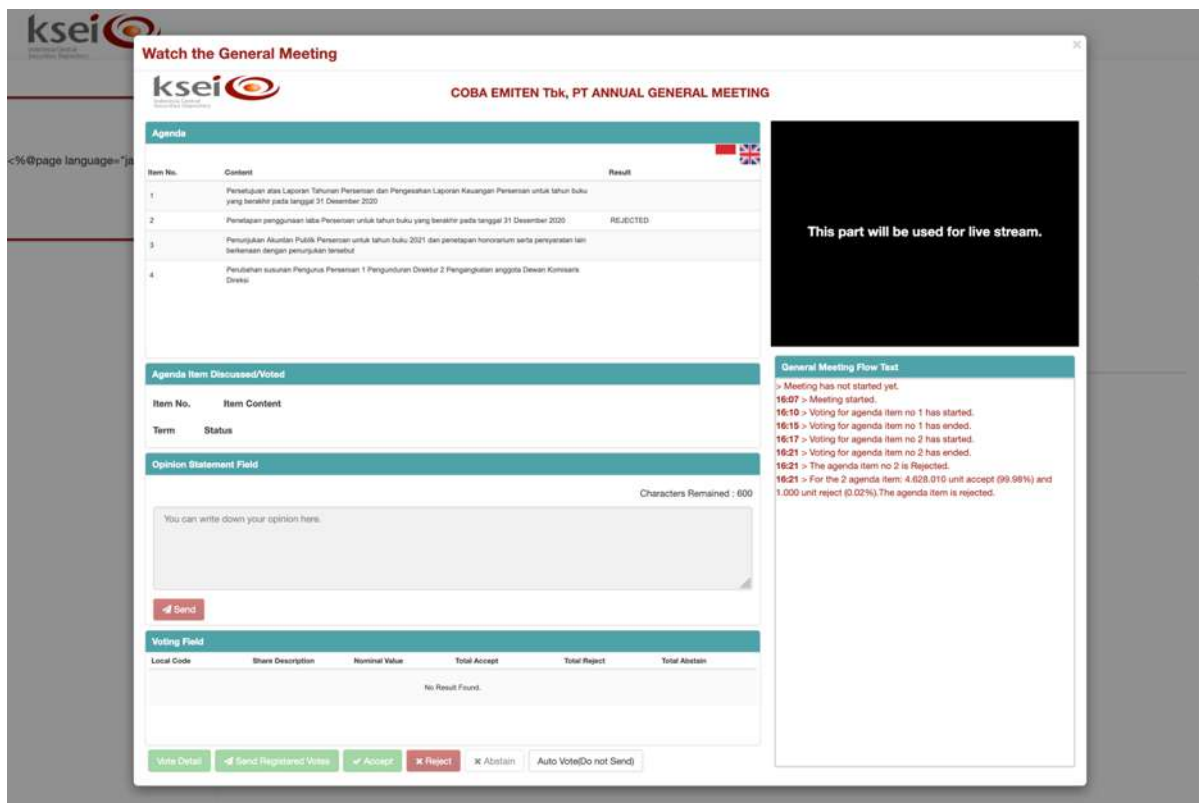 ksei
<%@page language="ja
Watch the General Meeting
×
ksei
Indonesia Central
Securities Depository
COBA EMITEN Tbk, PT ANNUAL GENERAL MEETING
Agenda
Item No. Content Result
1 Persetujuan atas Laporan Tahunan Perseroan dan Pengesahan Laporan Keuangan Perseroan untuk tahun buku
yang berakhir pada tanggal 31 Desember 2020
2 Penetapan penggunaan laba Perseroan untuk tahun buku yang berakhir pada tanggal 31 Desember 2020 REJECTED
3 Penunjukan Akuntan Publik Perseroan untuk tahun buku 2021 dan penetapan honorarium serta persyaratan lain
berkenaan dengan penunjukan tersebut
4 Perubahan susunan Pengurus Perseroan 1 Pengunduran Direktur 2 Pengangkatan anggota Dewan Komisaris
Direksi
This part will be used for live stream.
Agenda Item Discussed/Voted
Item No. Item Content
Term Status
Opinion Statement Field
Characters Remained : 600
You can write down your opinion here.
Send
Voting Field
Local Code Share Description Nominal Value Total Accept Total Reject Total Abstain
No Result Found.
Vote Detail Send Registared Votes Accept Reject Abstain Auto Vote(Do not Send)
General Meeting Flow Text
> Meeting has not started yet.
16:07 > Meeting started.
16:10 > Voting for agenda item no 1 has started.
16:15 > Voting for agenda item no 1 has ended.
16:17 > Voting for agenda item no 2 has started.
16:21 > Voting for agenda item no 2 has ended.
16:21 > The agenda item no 2 is Rejected.
16:21 > For the 2 agenda item: 4.628.010 unit accept (99.98%) and
1.000 unit reject (0.02%).The agenda item is rejected.